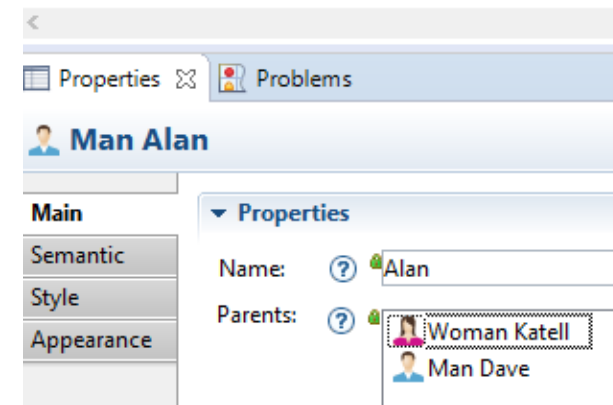 Properties Problems
Man Alan
Main
Properties
Semantic
Name: ? Alan
Style
Parents: ? Woman Katell
Appearance
Man Dave